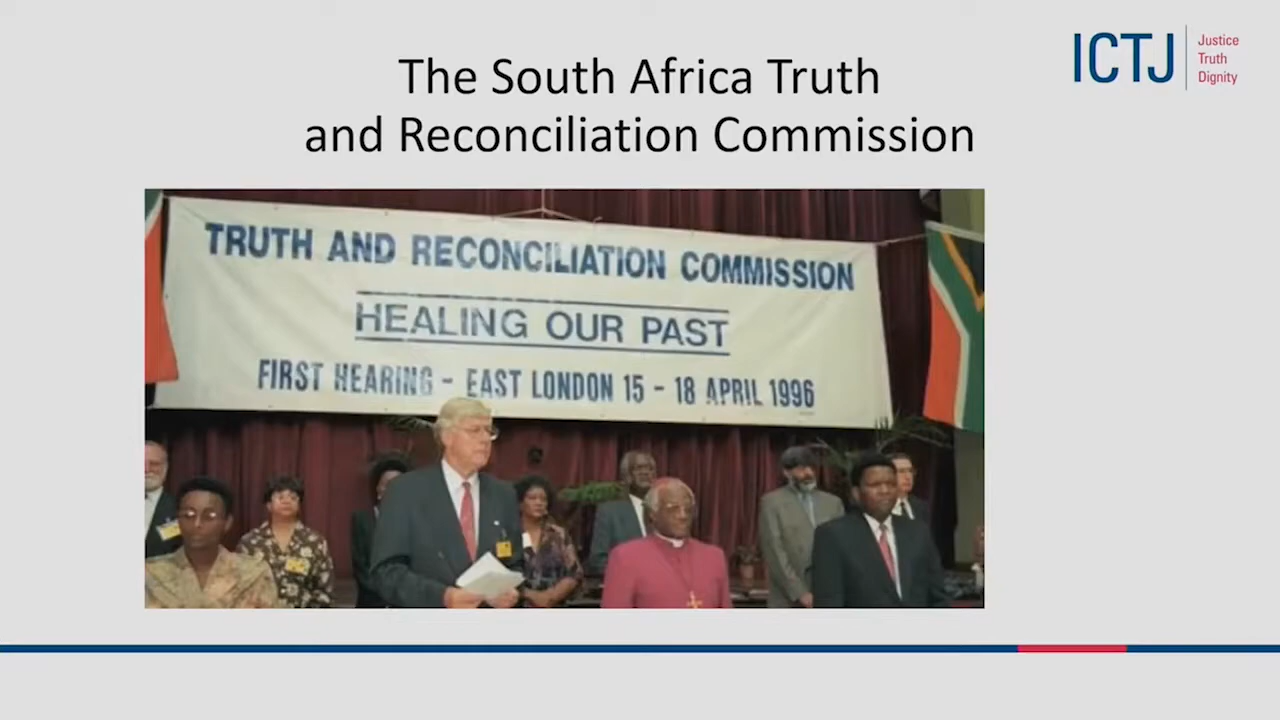 The South Africa Truth
and Reconciliation Commission
ICTJ
Justice
Truth
Dignity
TRUTH AND RECONCILIATION COMMISSION
HEALING OUR PAST
FIRST HEARING - EAST LONDON 15 - 18 APRIL 1996